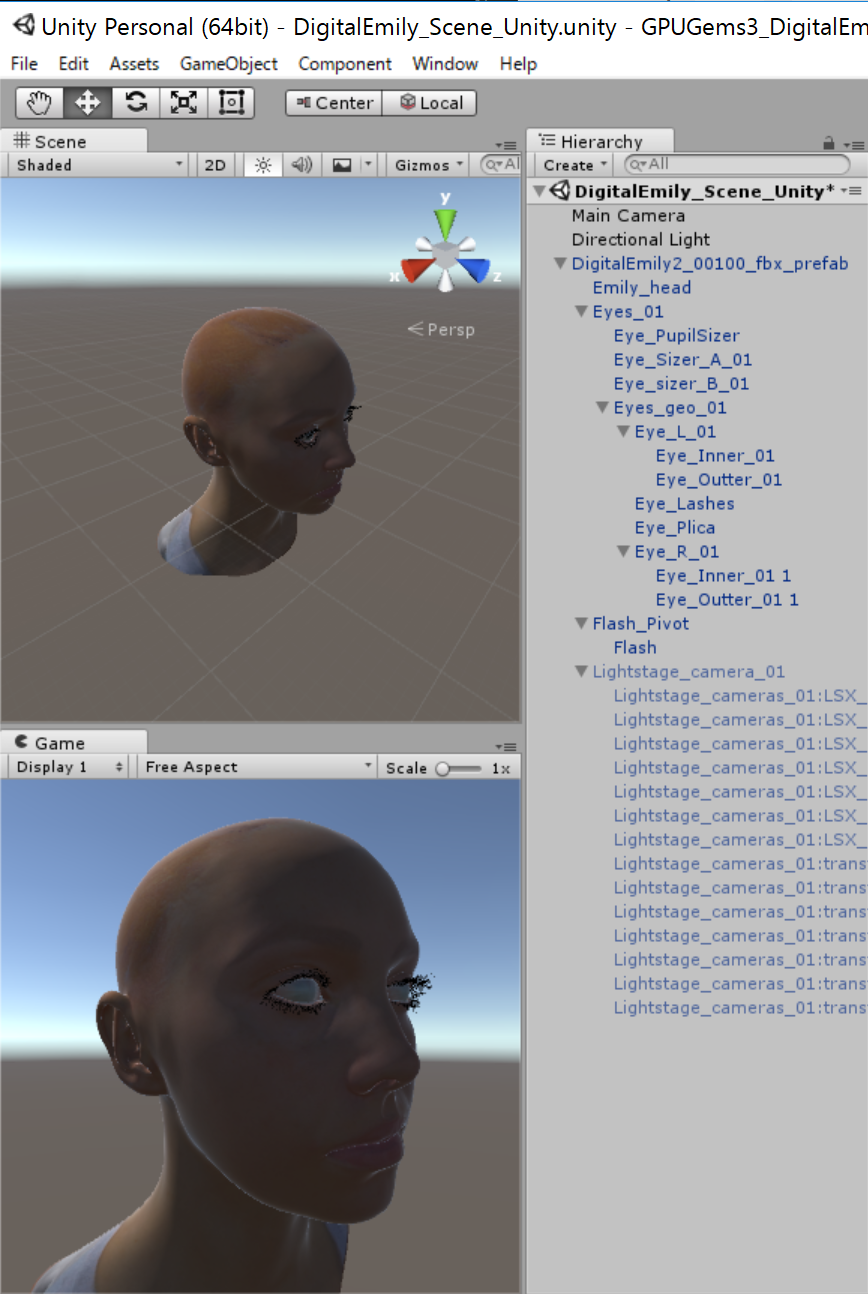 Unity Personal (64bit) - DigitalEmily_Scene_Unity.unity - GPUGems3_DigitalEm
File Edit Assets GameObject Component Window Help
Center Local
Scene
Shaded 2D Gizmos All
y
x z
Persp
Game
Display 1 Free Aspect Scale 1x
Hierarchy
Create All
DigitalEmily_Scene_Unity*
Main Camera
Directional Light
DigitalEmily2_00100_fbx_prefab
Emily_head
Eyes_01
Eye_PupilSizer
Eye_Sizer_A_01
Eye_sizer_B_01
Eyes_geo_01
Eye_L_01
Eye_Inner_01
Eye_Outter_01
Eye_Lashes
Eye_Plica
Eye_R_01
Eye_Inner_01 1
Eye_Outter_01 1
Flash_Pivot
Flash
Lightstage_camera_01
Lightstage_cameras_01:LSX_
Lightstage_cameras_01:LSX_
Lightstage_cameras_01:LSX_
Lightstage_cameras_01:LSX_
Lightstage_cameras_01:LSX_
Lightstage_cameras_01:LSX_
Lightstage_cameras_01:LSX_
Lightstage_cameras_01:trans
Lightstage_cameras_01:trans
Lightstage_cameras_01:trans
Lightstage_cameras_01:trans
Lightstage_cameras_01:trans
Lightstage_cameras_01:trans
Lightstage_cameras_01:trans